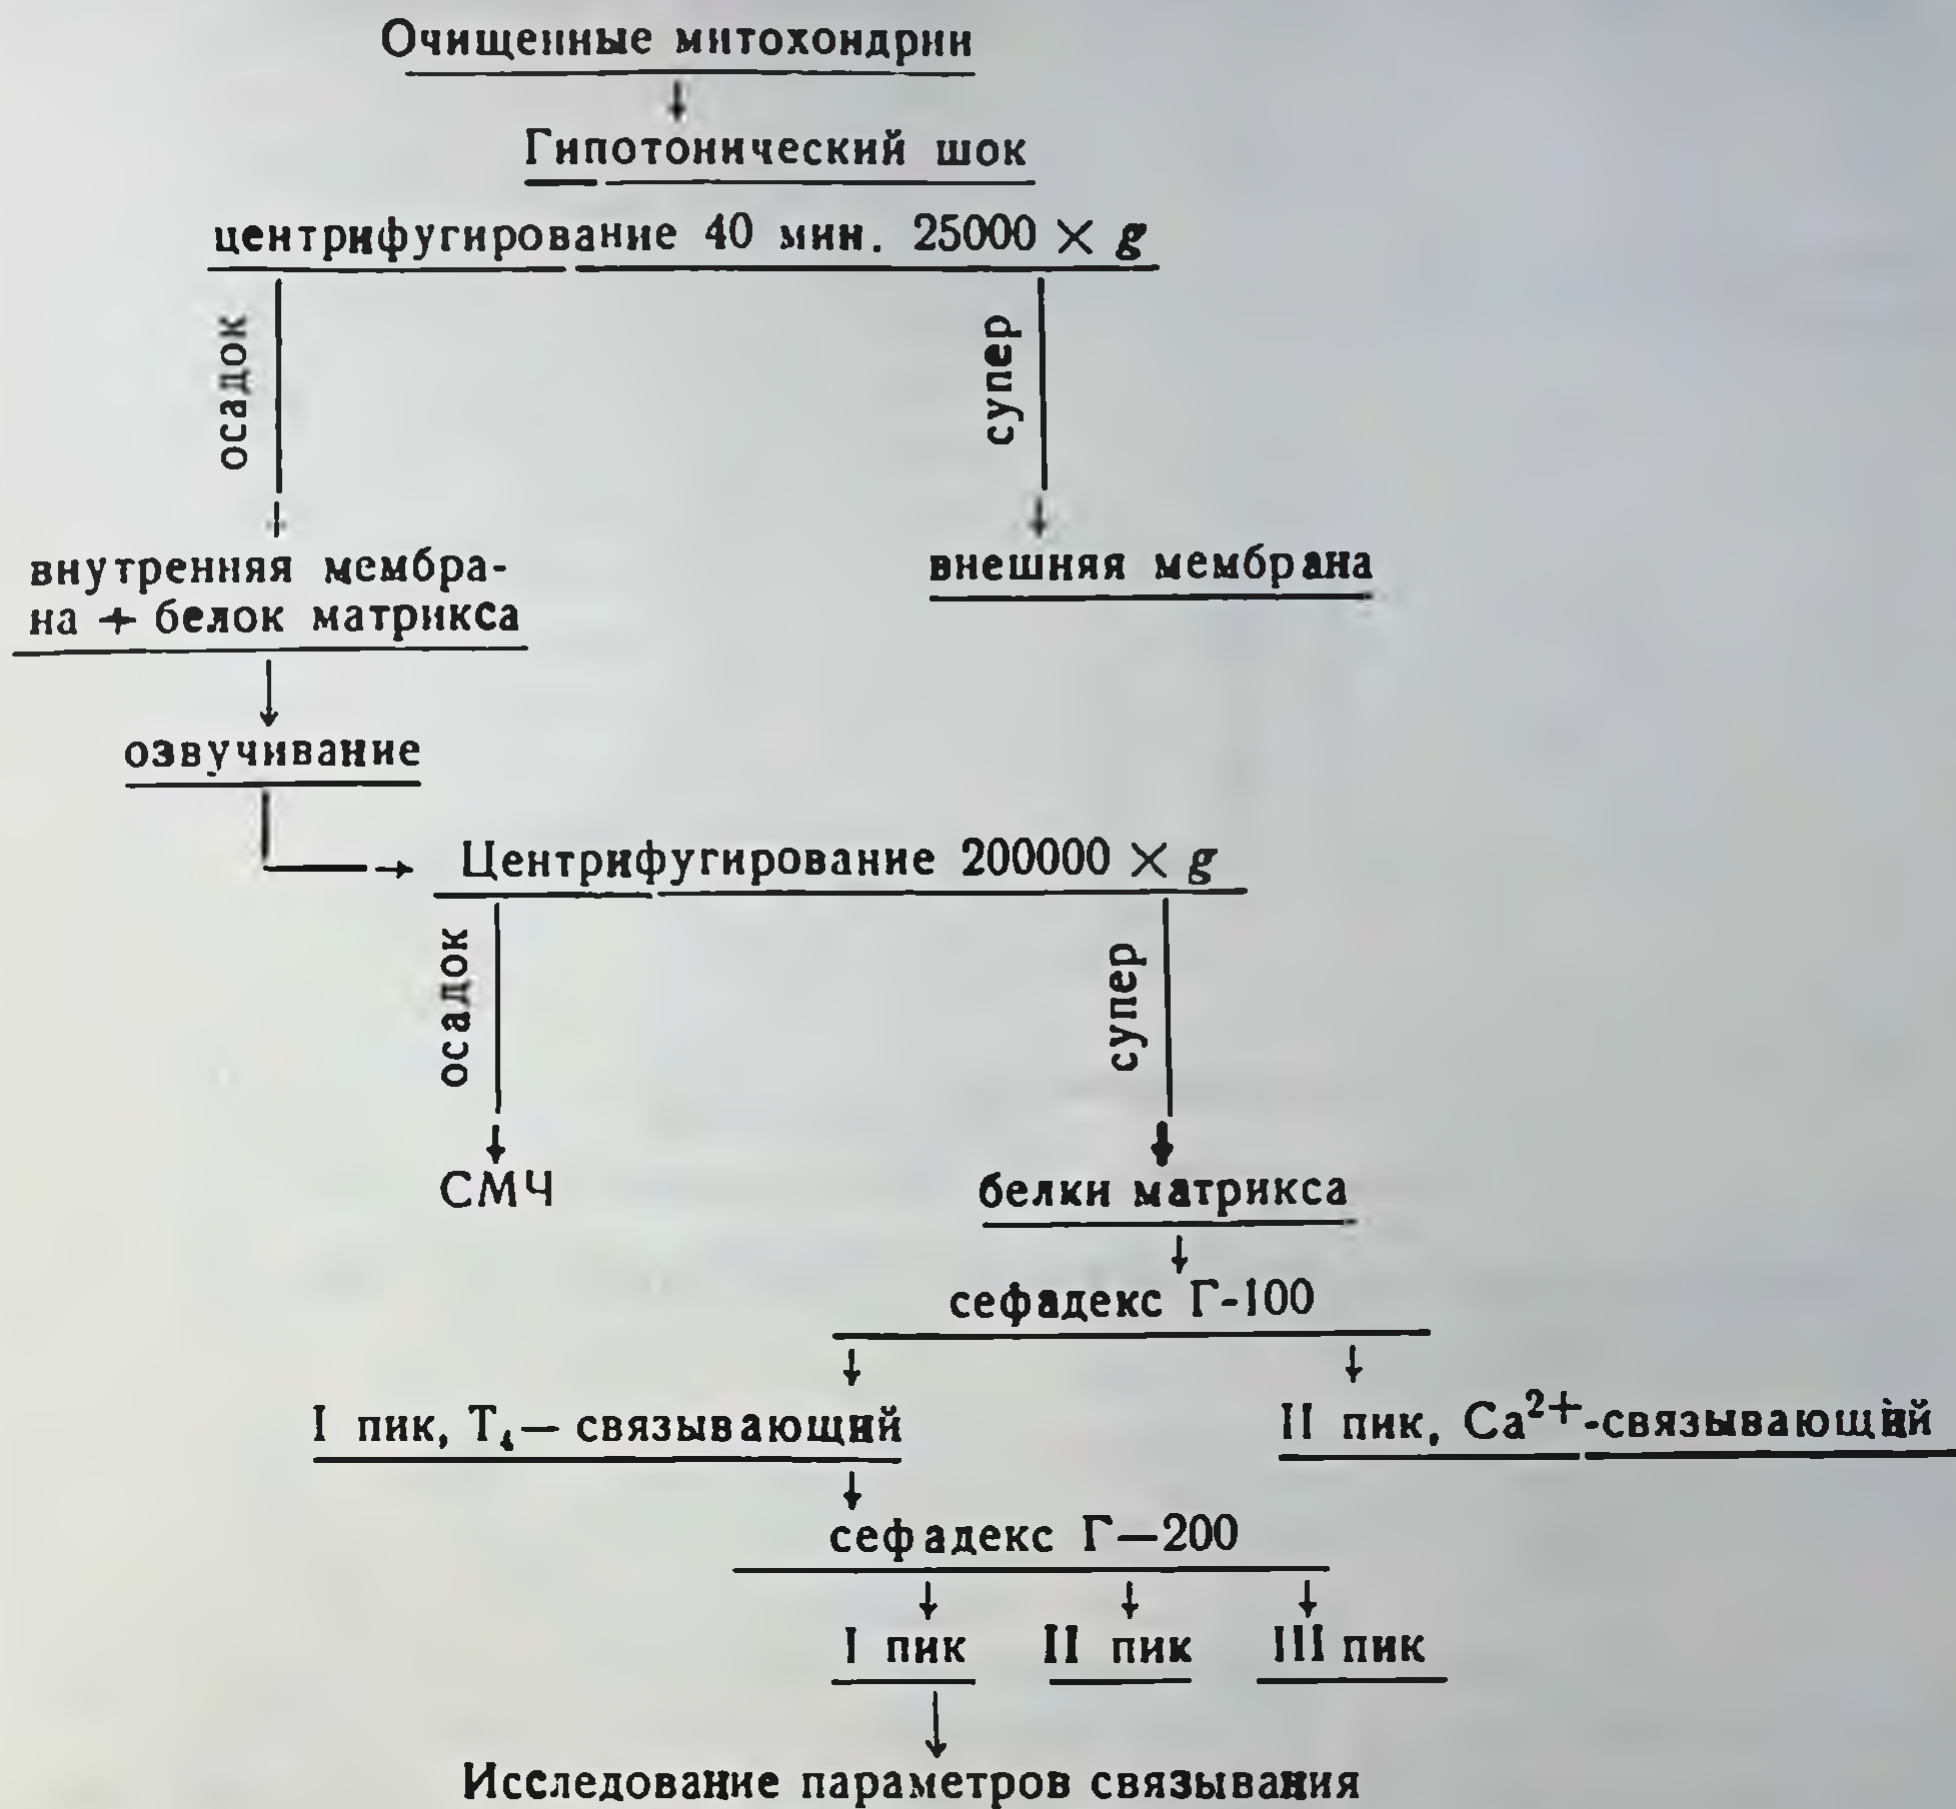 Очищенные митохондрии
Гипотонический шок
центрифугирование 40 мин. 25000 × g
осадок
супер
внутренняя мембра-
на + белок матрикса
внешняя мембрана
озвучивание
Центрифугирование 200000 × g
осадок
супер
СМЧ
белки матрикса
сефадекс Г-100
I пик, Т₄— связывающий
II пик, Ca²⁺-связывающий
сефадекс Г—200
I пик
II пик
III пик
Исследование параметров связывания